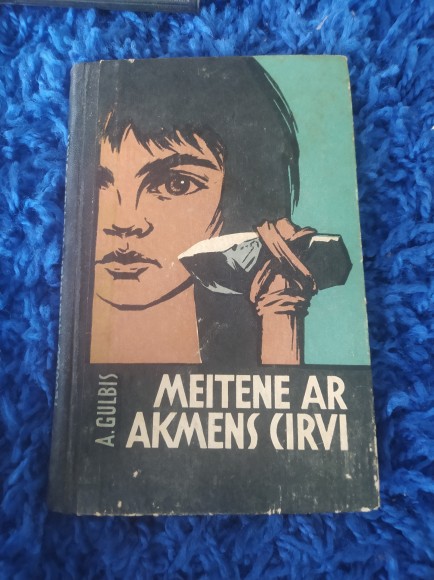 A. GULBIS
MEITENE AR
AKMENS CIRVI